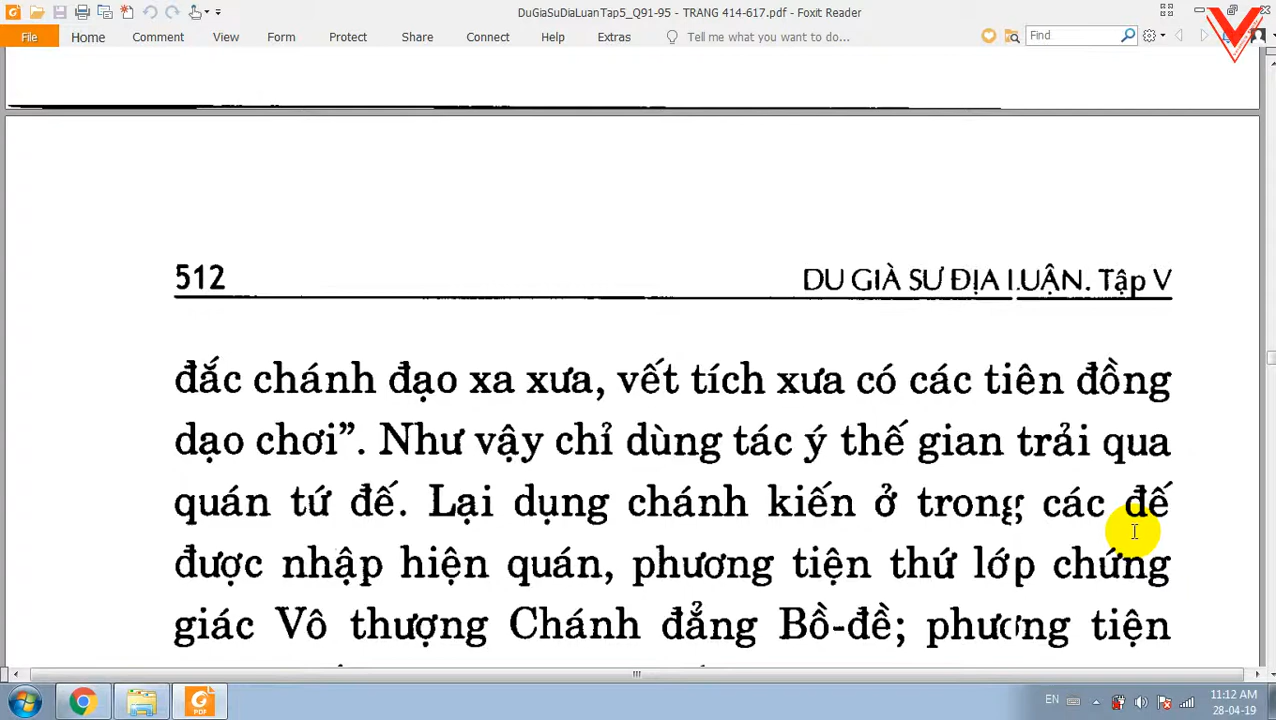 DuGiaSuDiaLuanTap5_Q91-95 - TRANG 414-617.pdf - Foxit Reader
File Home Comment View Form Protect Share Connect Help Extras Tell me what you want to do... Find
512 DU GIÀ SƯ ĐỊA LUẬN. Tập V
đắc chánh đạo xa xưa, vết tích xưa có các tiên đồng
dạo chơi”. Như vậy chỉ dùng tác ý thế gian trải qua
quán tứ đế. Lại dụng chánh kiến ở trong các đế
được nhập hiện quán, phương tiện thứ lớp chứng
giác Vô thượng Chánh đẳng Bồ-đề; phương tiện
PDF
EN
11:12 AM
28-04-19